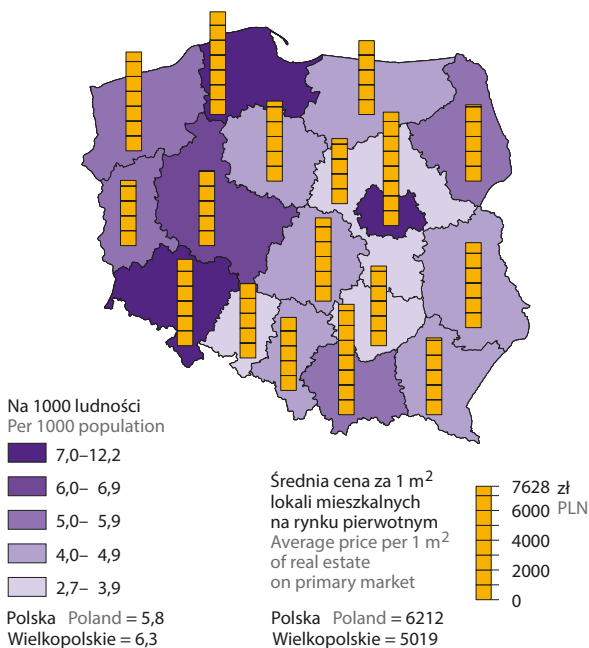 Na 1000 ludności
Per 1000 population
7,0–12,2
6,0– 6,9
5,0– 5,9
4,0– 4,9
2,7– 3,9
Polska Poland = 5,8
Wielkopolskie = 6,3
Średnia cena za 1 m²
lokali mieszkalnych
na rynku pierwotnym
Average price per 1 m²
of real estate
on primary market
7628 zł
6000 PLN
4000
2000
0
Polska Poland = 6212
Wielkopolskie = 5019